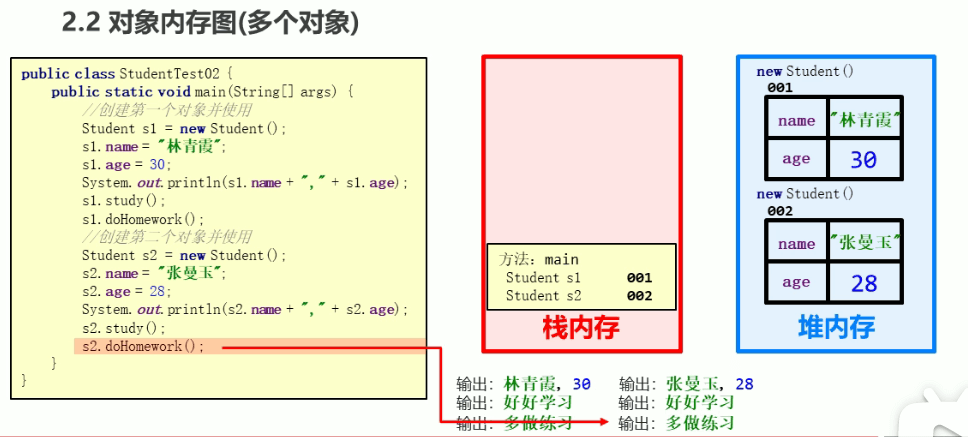 2.2 对象内存图(多个对象)
public class StudentTest02 {
public static void main(String[] args) {
//创建第一个对象并使用
Student s1 = new Student();
s1.name = "林青霞";
s1.age = 30;
System.out.println(s1.name + "," + s1.age);
s1.study();
s1.doHomework();
//创建第二个对象并使用
Student s2 = new Student();
s2.name = "张曼玉";
s2.age = 28;
System.out.println(s2.name + "," + s2.age);
s2.study();
s2.doHomework();
}
}
方法：main
Student s1 001
Student s2 002
栈内存
new Student()
001
name "林青霞"
age 30
new Student()
002
name "张曼玉"
age 28
堆内存
输出：林青霞，30 输出：张曼玉，28
输出：好好学习 输出：好好学习
输出：多做练习 输出：多做练习